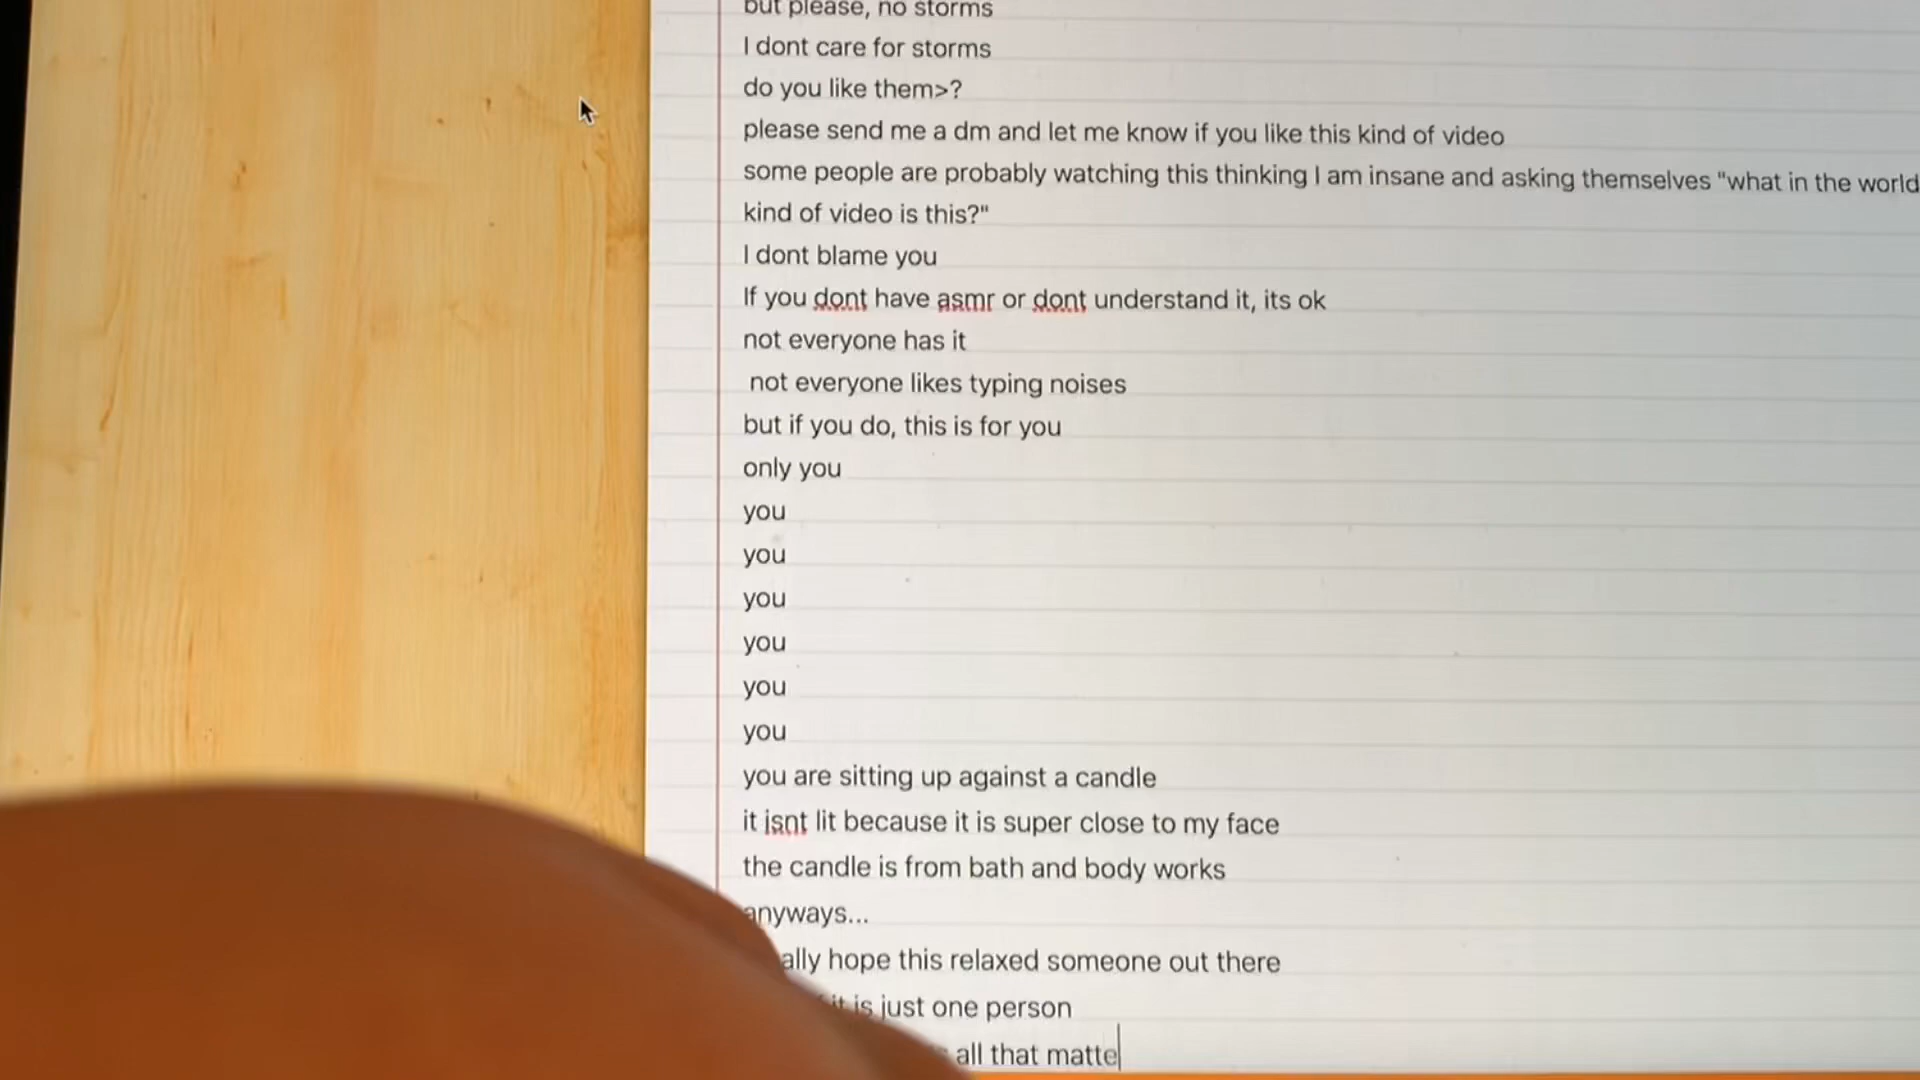 but please, no storms
I dont care for storms
do you like them>?
please send me a dm and let me know if you like this kind of video
some people are probably watching this thinking I am insane and asking themselves "what in the world
kind of video is this?"
I dont blame you
If you dont have asmr or dont understand it, its ok
not everyone has it
not everyone likes typing noises
but if you do, this is for you
only you
you
you
you
you
you
you
you are sitting up against a candle
it isnt lit because it is super close to my face
the candle is from bath and body works
anyways...
hope this relaxed someone out there
is just one person
all that matte